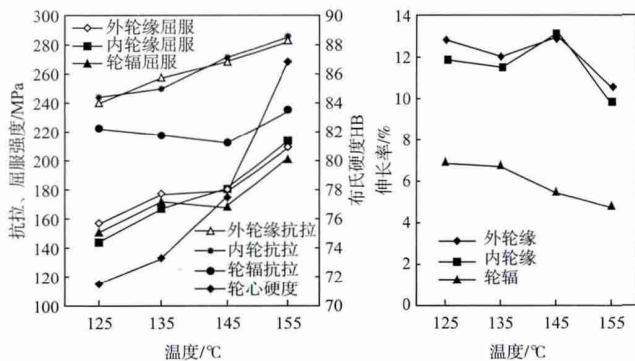 外轮缘屈服
内轮缘屈服
轮辐屈服
外轮缘抗拉
内轮抗拉
轮辐抗拉
轮心硬度
抗拉、屈服强度/MPa
300
280
260
240
220
200
180
160
140
120
100
布氏硬度HB
90
88
86
84
82
80
78
76
74
72
70
125 135 145 155
温度/℃
伸长率/%
14
12
10
8
6
4
2
0
外轮缘
内轮缘
轮辐
125 135 145 155
温度/℃